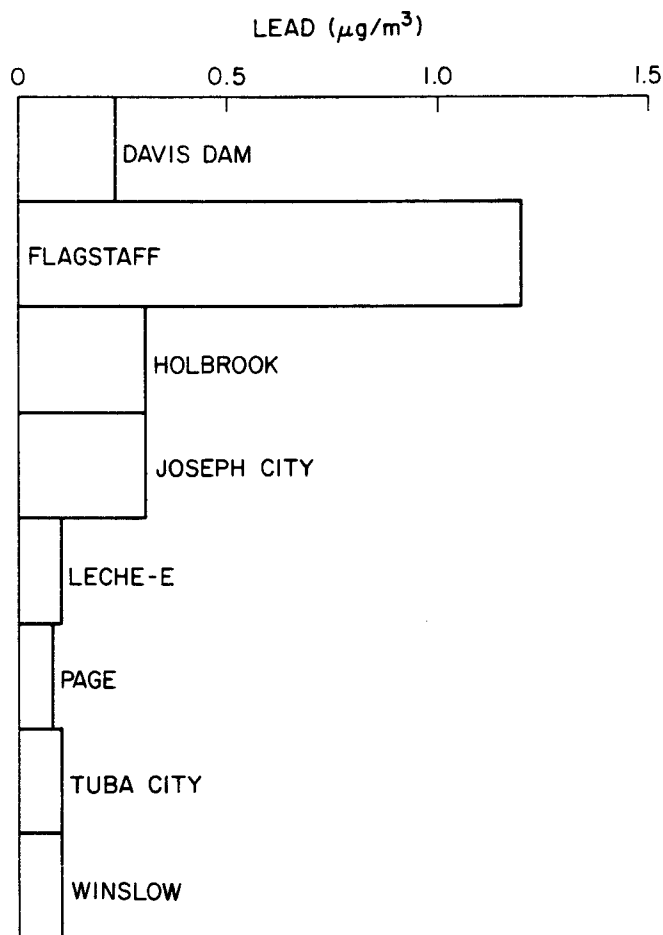 LEAD (μg/m³)
0 0.5 1.0 1.5
DAVIS DAM
FLAGSTAFF
HOLBROOK
JOSEPH CITY
LECHE-E
PAGE
TUBA CITY
WINSLOW